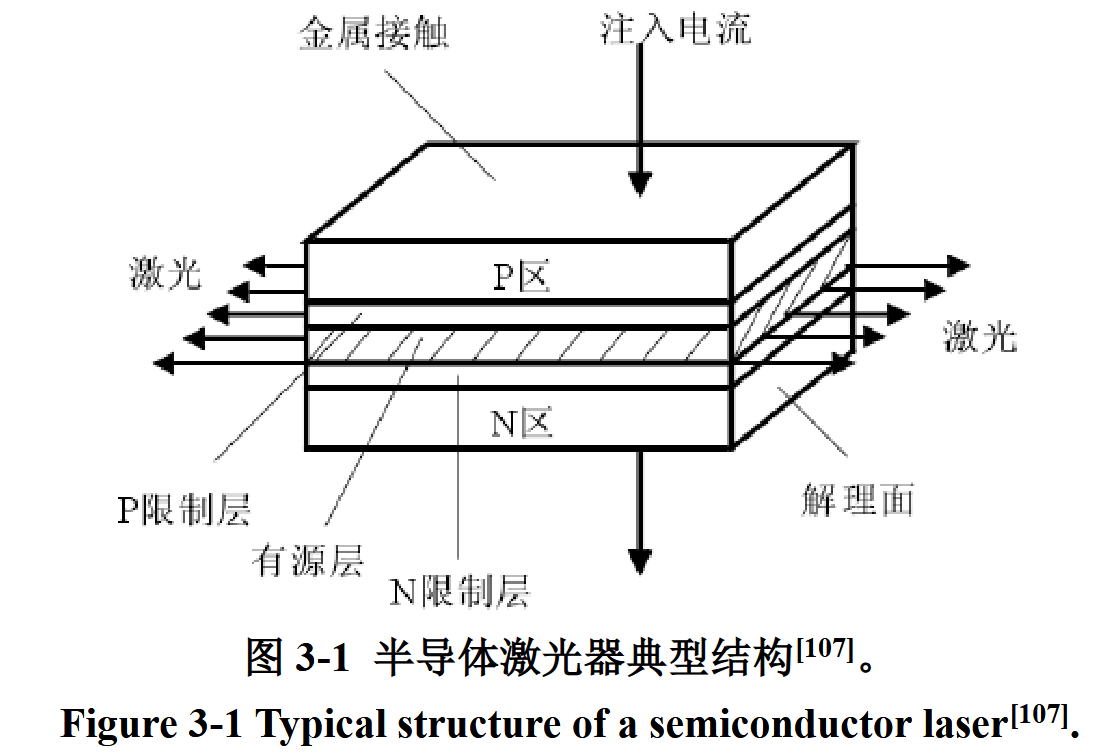 金属接触
注入电流
激光
P区
激光
N区
P限制层
解理面
有源层
N限制层
图 3-1 半导体激光器典型结构[107]。
Figure 3-1 Typical structure of a semiconductor laser[107].